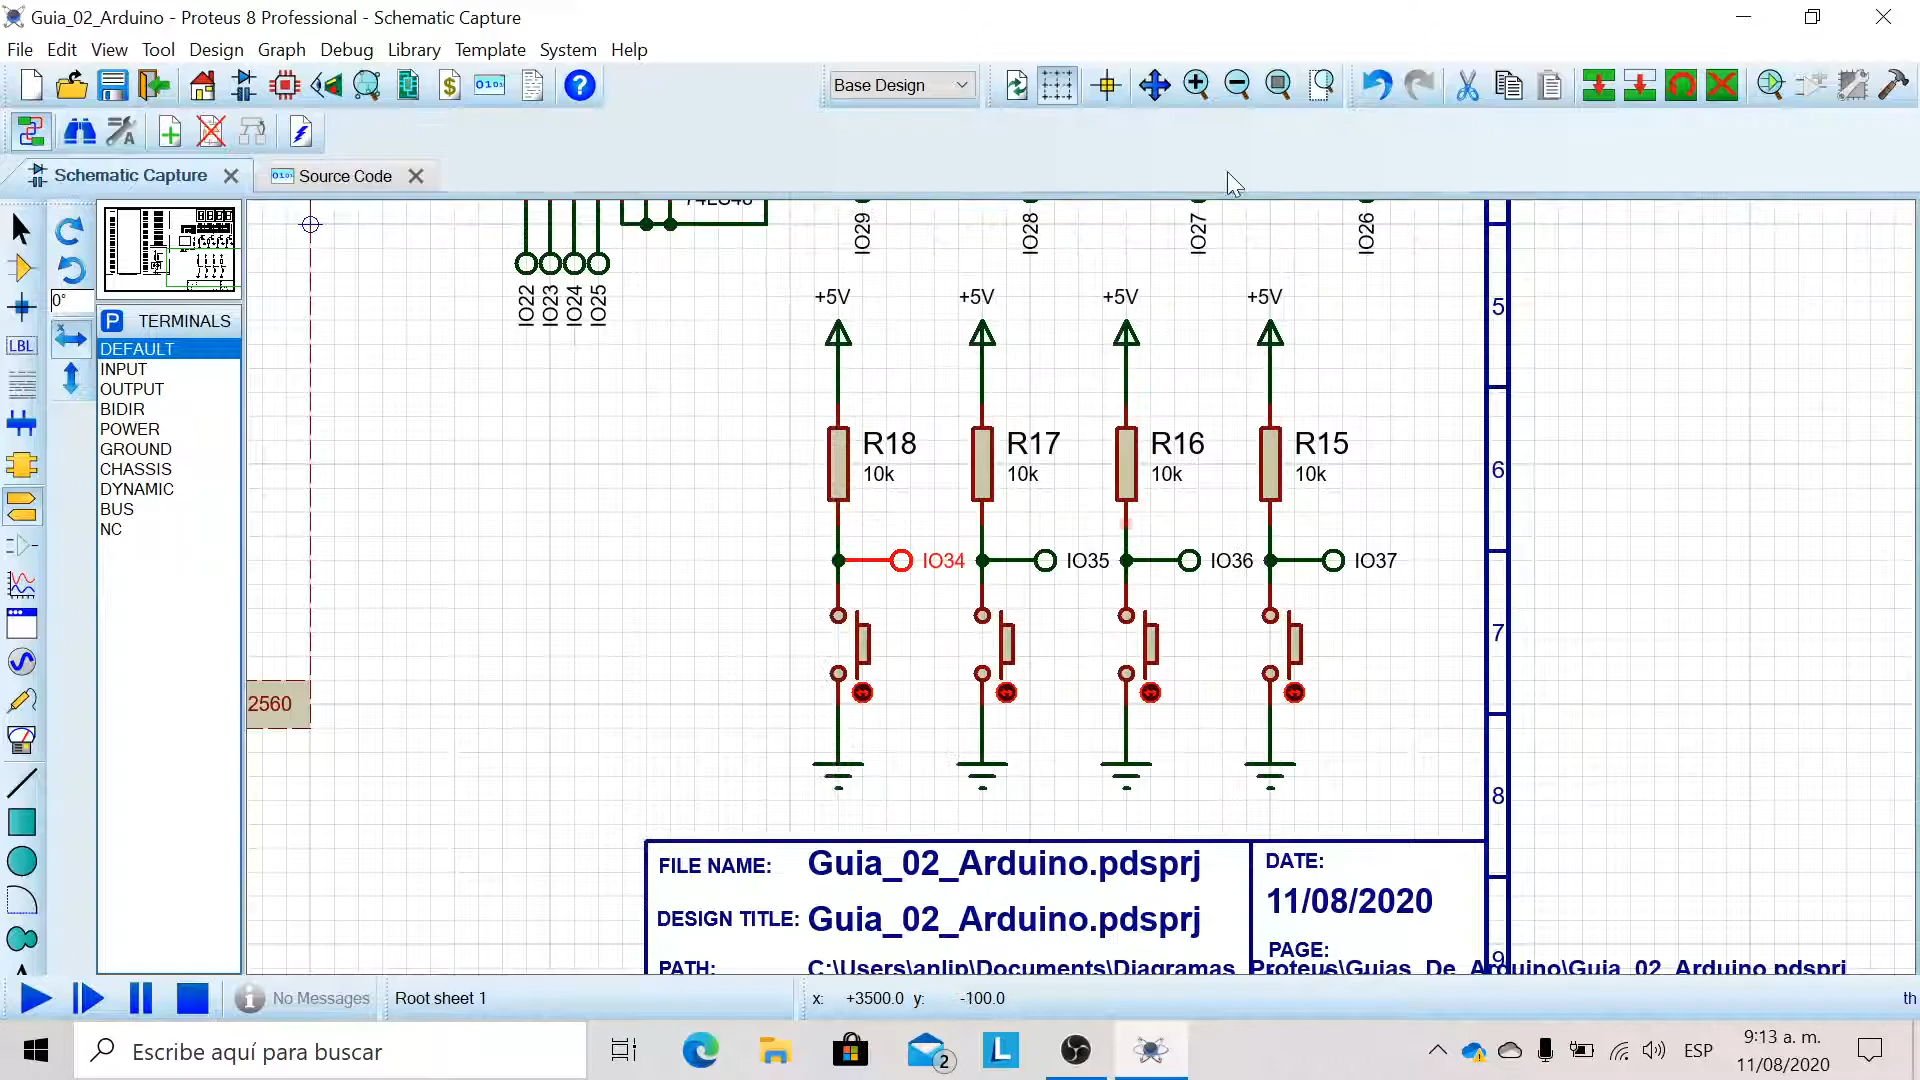 Guia_02_Arduino - Proteus 8 Professional - Schematic Capture
File Edit View Tool Design Graph Debug Library Template System Help
Base Design
Schematic Capture
Source Code
TERMINALS
DEFAULT
INPUT
OUTPUT
BIDIR
POWER
GROUND
CHASSIS
DYNAMIC
BUS
NC
LBL
0°
P
IO22
IO23
IO24
IO25
IO29
IO28
IO27
IO26
+5V +5V +5V +5V
R18 R17 R16 R15
10k 10k 10k 10k
IO34 IO35 IO36 IO37
2560
5
6
7
8
9
FILE NAME: Guia_02_Arduino.pdsprj
DESIGN TITLE: Guia_02_Arduino.pdsprj
PATH: C:\Users\anlip\Documents\Diagramas_Proteus\Guias_De_Arduino\Guia_02_Arduino.pdsprj
DATE:
11/08/2020
PAGE:
No Messages
Root sheet 1
x: +3500.0 y: -100.0
th
Escribe aquí para buscar
2
L
ESP
9:13 a. m.
11/08/2020